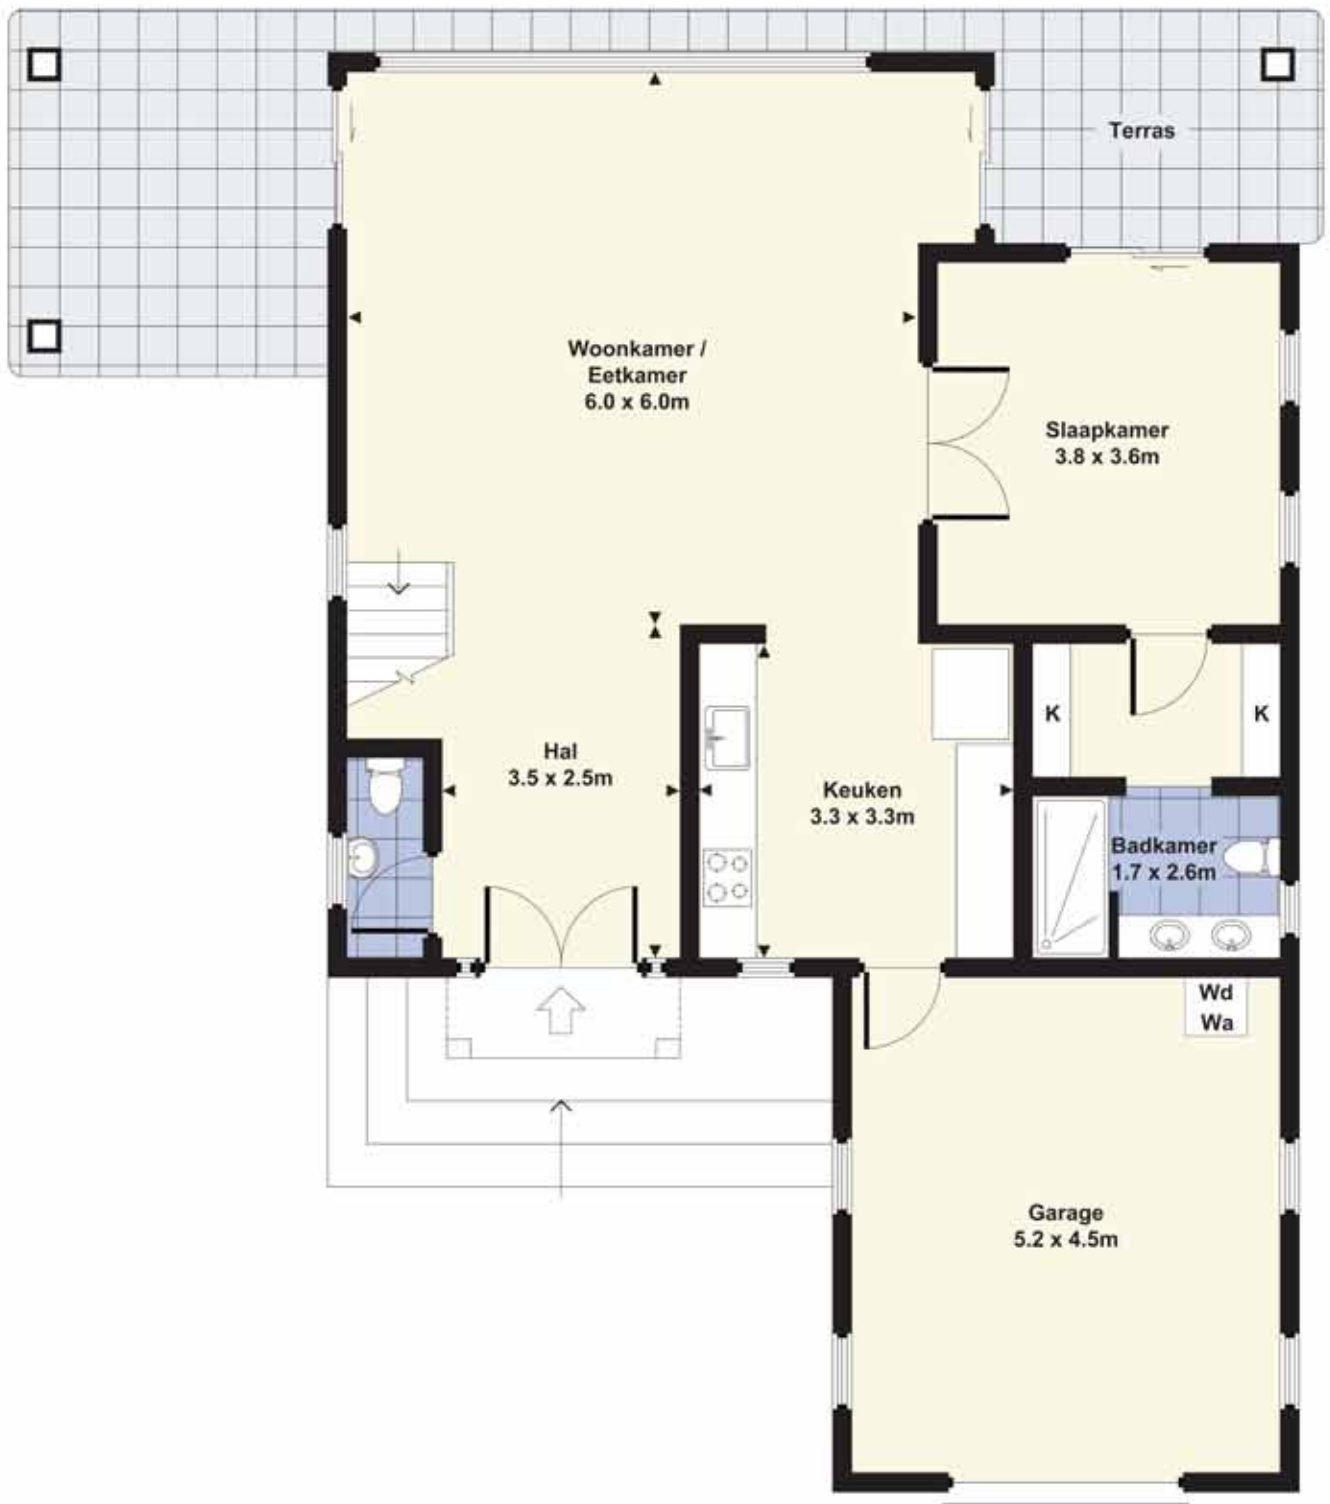 Terras
Woonkamer /
Eetkamer
6.0 x 6.0m
Slaapkamer
3.8 x 3.6m
K
K
Hal
3.5 x 2.5m
Keuken
3.3 x 3.3m
Badkamer
1.7 x 2.6m
Wd
Wa
Garage
5.2 x 4.5m